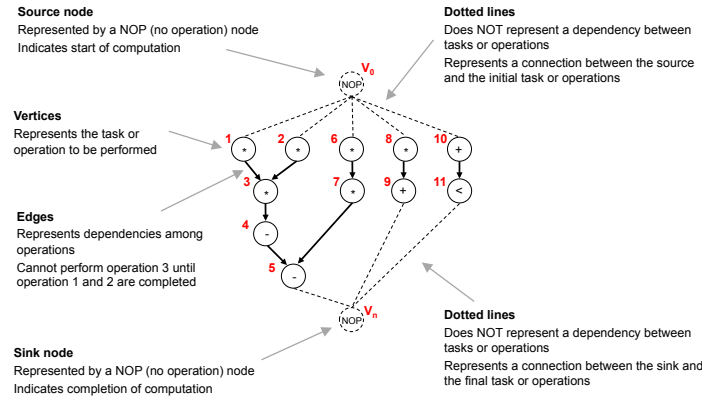 Source node
Represented by a NOP (no operation) node
Indicates start of computation
Dotted lines
Does NOT represent a dependency between
tasks or operations
Represents a connection between the source
and the initial task or operations
V0
NOP
Vertices
Represents the task or
operation to be performed
1 2 6 8 10
* * * * +
3 7 9 11
* * + <
4
-
5
-
Edges
Represents dependencies among
operations
Cannot perform operation 3 until
operation 1 and 2 are completed
Vn
NOP
Sink node
Represented by a NOP (no operation) node
Indicates completion of computation
Dotted lines
Does NOT represent a dependency between
tasks or operations
Represents a connection between the sink and
the final task or operations